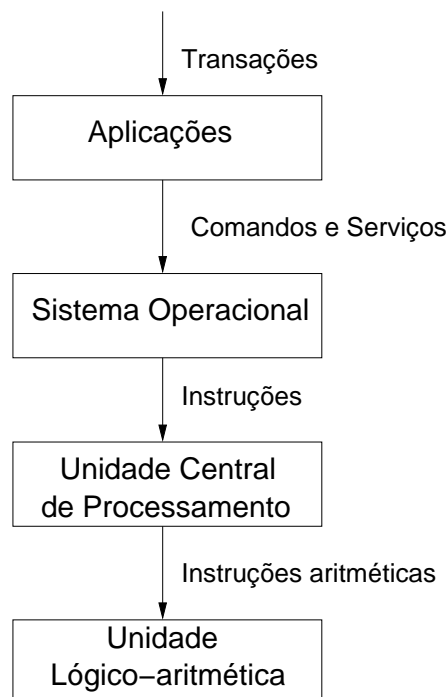 Transações
Aplicações
Comandos e Serviços
Sistema Operacional
Instruções
Unidade Central
de Processamento
Instruções aritméticas
Unidade
Lógico−aritmética